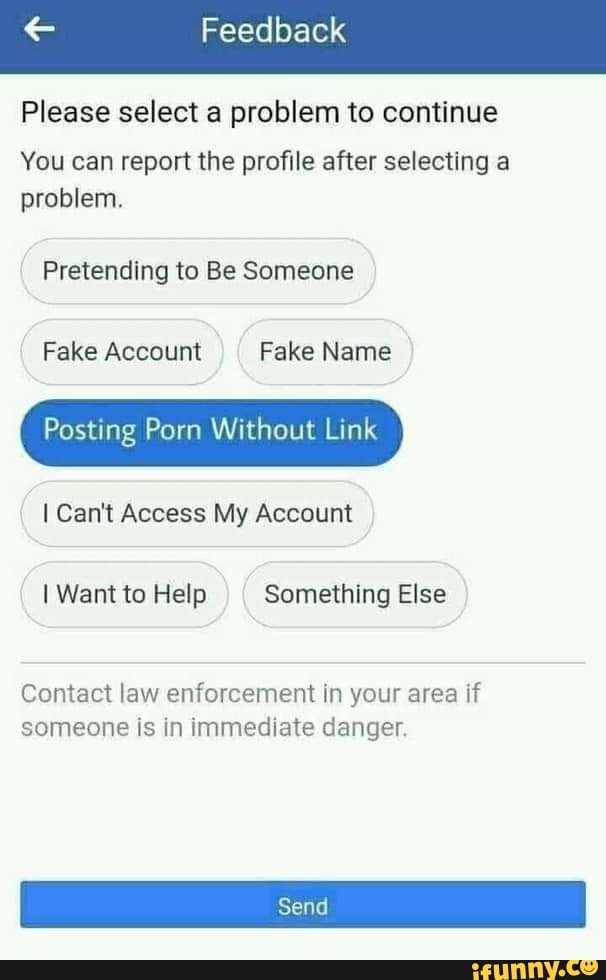 Feedback
Please select a problem to continue
You can report the profile after selecting a
problem.
Pretending to Be Someone
Fake Account Fake Name
Posting Porn Without Link
I Can't Access My Account
I Want to Help Something Else
Contact law enforcement in your area if
someone is in immediate danger.
Send
ifunny.co